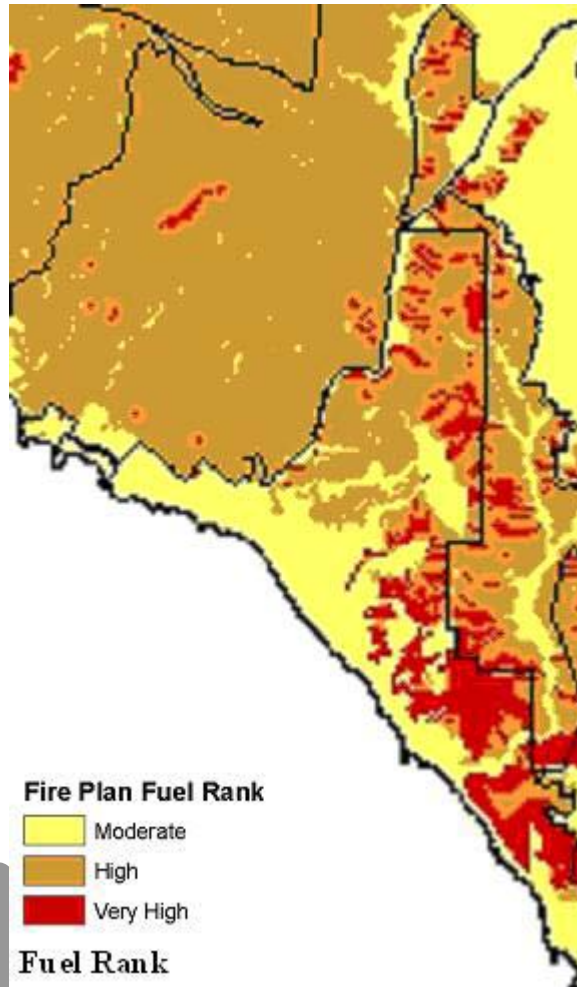 Fire Plan Fuel Rank
Moderate
High
Very High
Fuel Rank